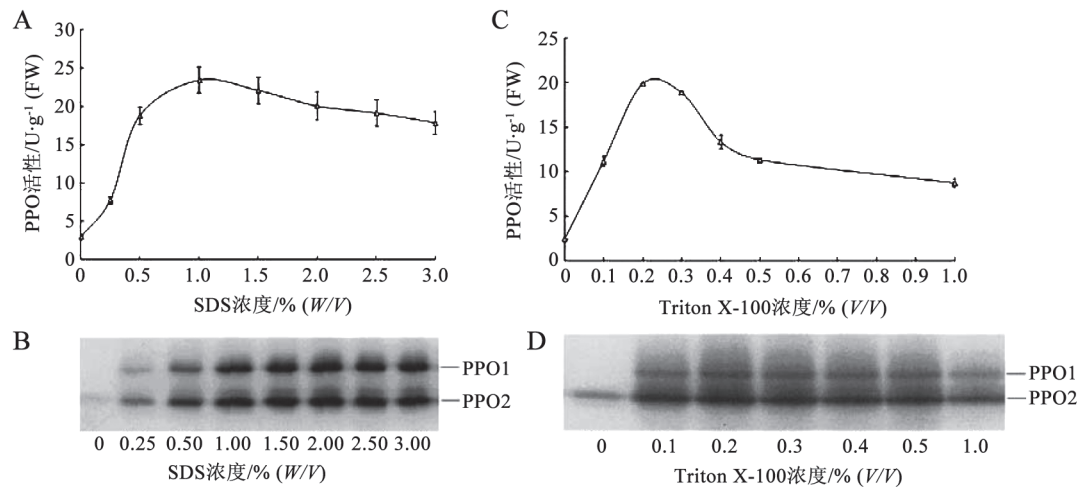 A
PPO活性/U·g⁻¹ (FW)
30
25
20
15
10
5
0
0 0.5 1.0 1.5 2.0 2.5 3.0
SDS浓度/% (W/V)
C
PPO活性/U·g⁻¹ (FW)
25
20
15
10
5
0
0 0.1 0.2 0.3 0.4 0.5 0.6 0.7 0.8 0.9 1.0
Triton X-100浓度/% (V/V)
B
PPO1
PPO2
0 0.25 0.50 1.00 1.50 2.00 2.50 3.00
SDS浓度/% (W/V)
D
PPO1
PPO2
0 0.1 0.2 0.3 0.4 0.5 1.0
Triton X-100浓度/% (V/V)